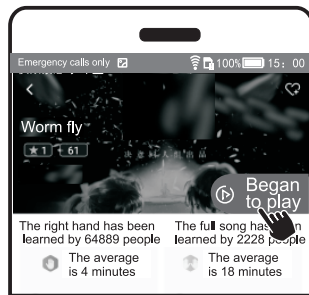 Emergency calls only 100% 15：00
Worm fly
★1 61
Began
to play
The right hand has been
learned by 64889 people
The full song has been
learned by 2228 people
The average
is 4 minutes
The average
is 18 minutes